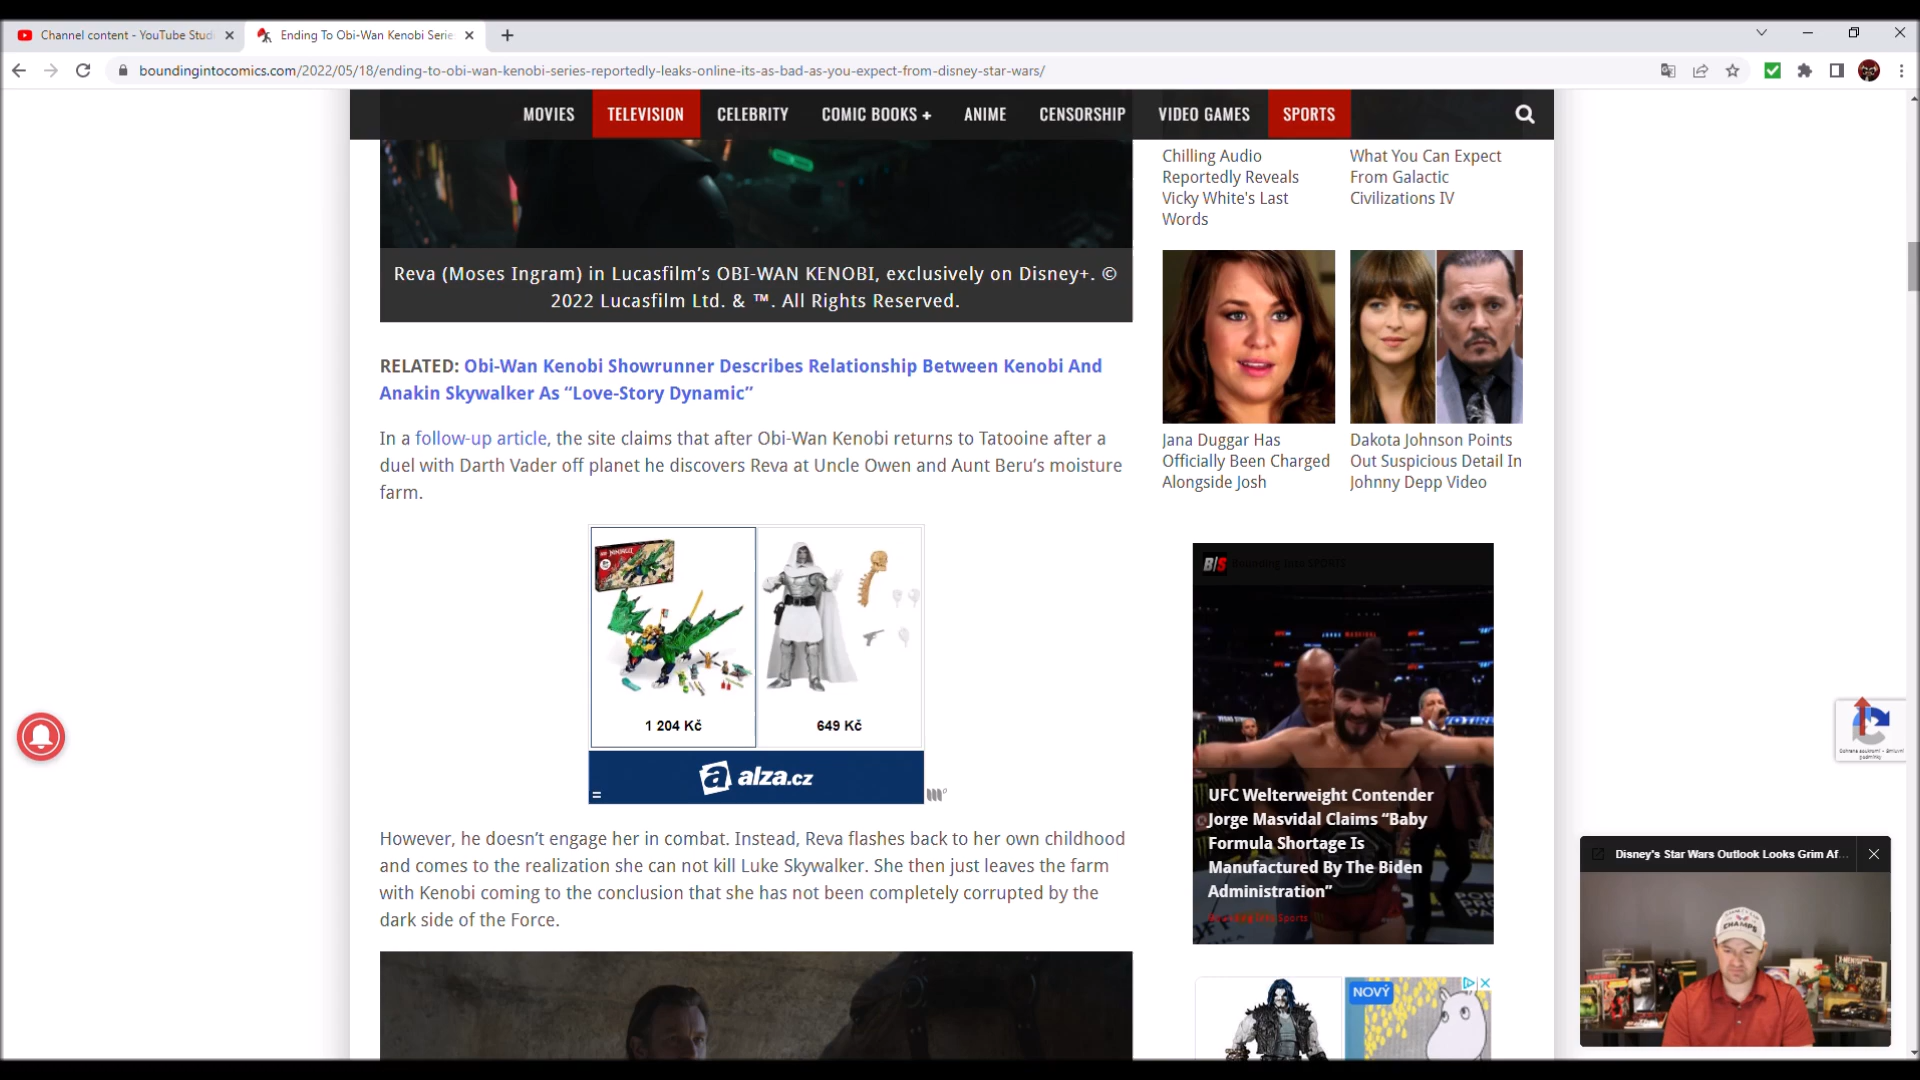 Channel content - YouTube Stud
Ending To Obi-Wan Kenobi Serie
boundingintocomics.com/2022/05/18/ending-to-obi-wan-kenobi-series-reportedly-leaks-online-its-as-bad-as-you-expect-from-disney-star-wars/
MOVIES TELEVISION CELEBRITY COMIC BOOKS + ANIME CENSORSHIP VIDEO GAMES SPORTS
Reva (Moses Ingram) in Lucasfilm’s OBI-WAN KENOBI, exclusively on Disney+. ©
2022 Lucasfilm Ltd. & ™. All Rights Reserved.
RELATED: Obi-Wan Kenobi Showrunner Describes Relationship Between Kenobi And
Anakin Skywalker As “Love-Story Dynamic”
In a follow-up article, the site claims that after Obi-Wan Kenobi returns to Tatooine after a
duel with Darth Vader off planet he discovers Reva at Uncle Owen and Aunt Beru’s moisture
farm.
NINJAGO
1 204 Kč
649 Kč
a alza.cz
However, he doesn’t engage her in combat. Instead, Reva flashes back to her own childhood
and comes to the realization she can not kill Luke Skywalker. She then just leaves the farm
with Kenobi coming to the conclusion that she has not been completely corrupted by the
dark side of the Force.
Chilling Audio
Reportedly Reveals
Vicky White's Last
Words
What You Can Expect
From Galactic
Civilizations IV
Jana Duggar Has
Officially Been Charged
Alongside Josh
Dakota Johnson Points
Out Suspicious Detail In
Johnny Depp Video
B/S Bounding Into SPORTS
UFC Welterweight Contender
Jorge Masvidal Claims “Baby
Formula Shortage Is
Manufactured By The Biden
Administration”
Bounding Into Sports
NOVÝ
Disney's Star Wars Outlook Looks Grim Af...
CHAMPS